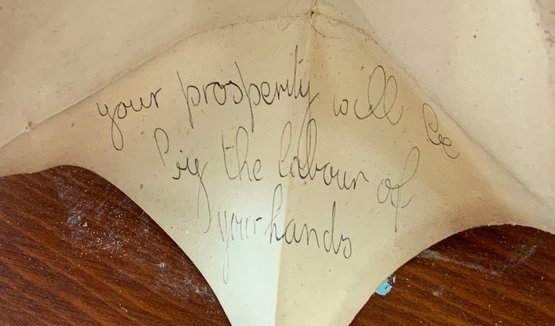 your prosperity will be
by the labour of
your hands